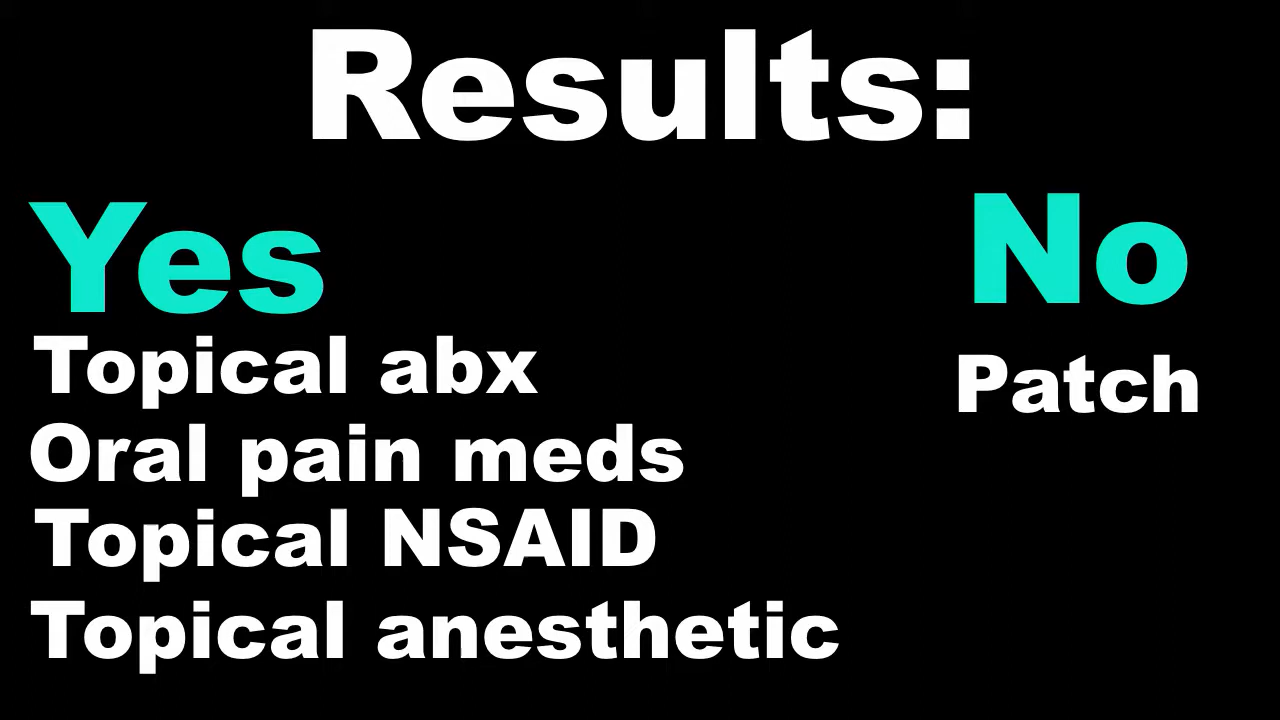 Results:
Yes
No
Topical abx
Patch
Oral pain meds
Topical NSAID
Topical anesthetic